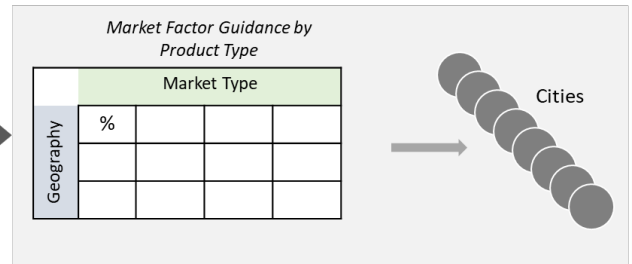 Market Factor Guidance by
Product Type
Market Type
Geography
%
Cities